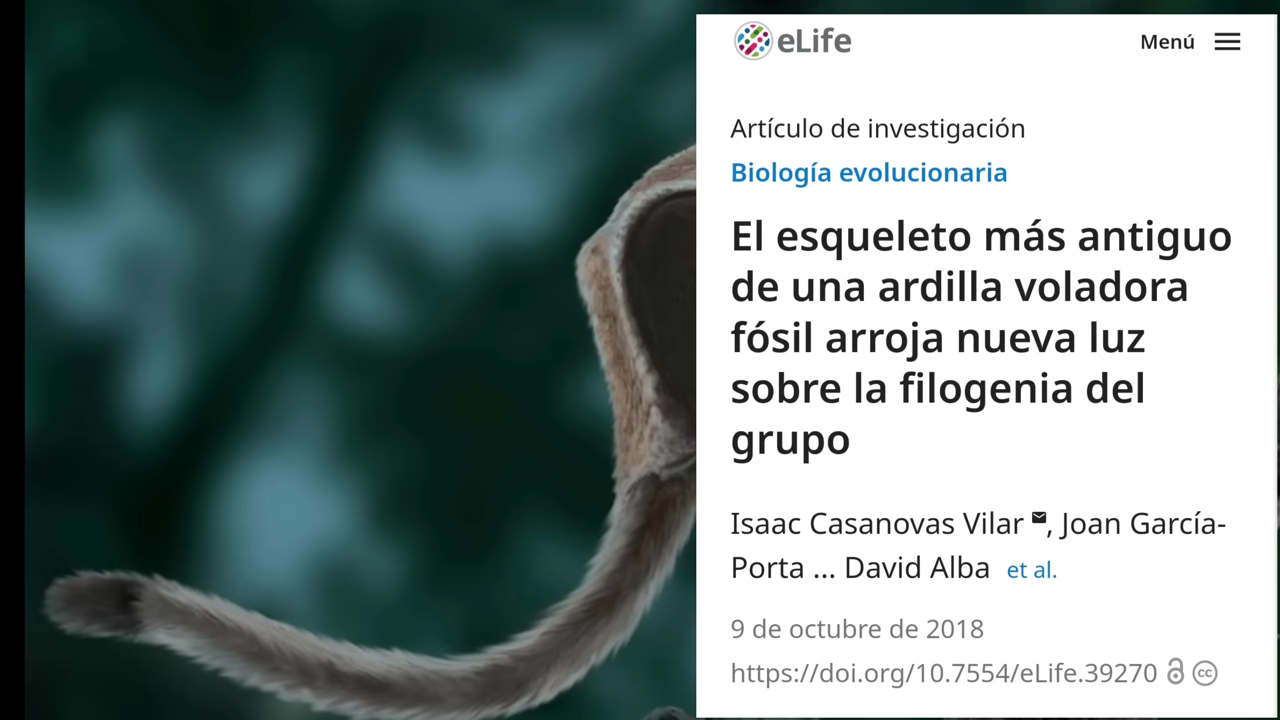 eLife
Menú
Artículo de investigación
Biología evolucionaria
El esqueleto más antiguo
de una ardilla voladora
fósil arroja nueva luz
sobre la filogenia del
grupo
Isaac Casanovas Vilar, Joan García-
Porta ... David Alba et al.
9 de octubre de 2018
https://doi.org/10.7554/eLife.39270
cc